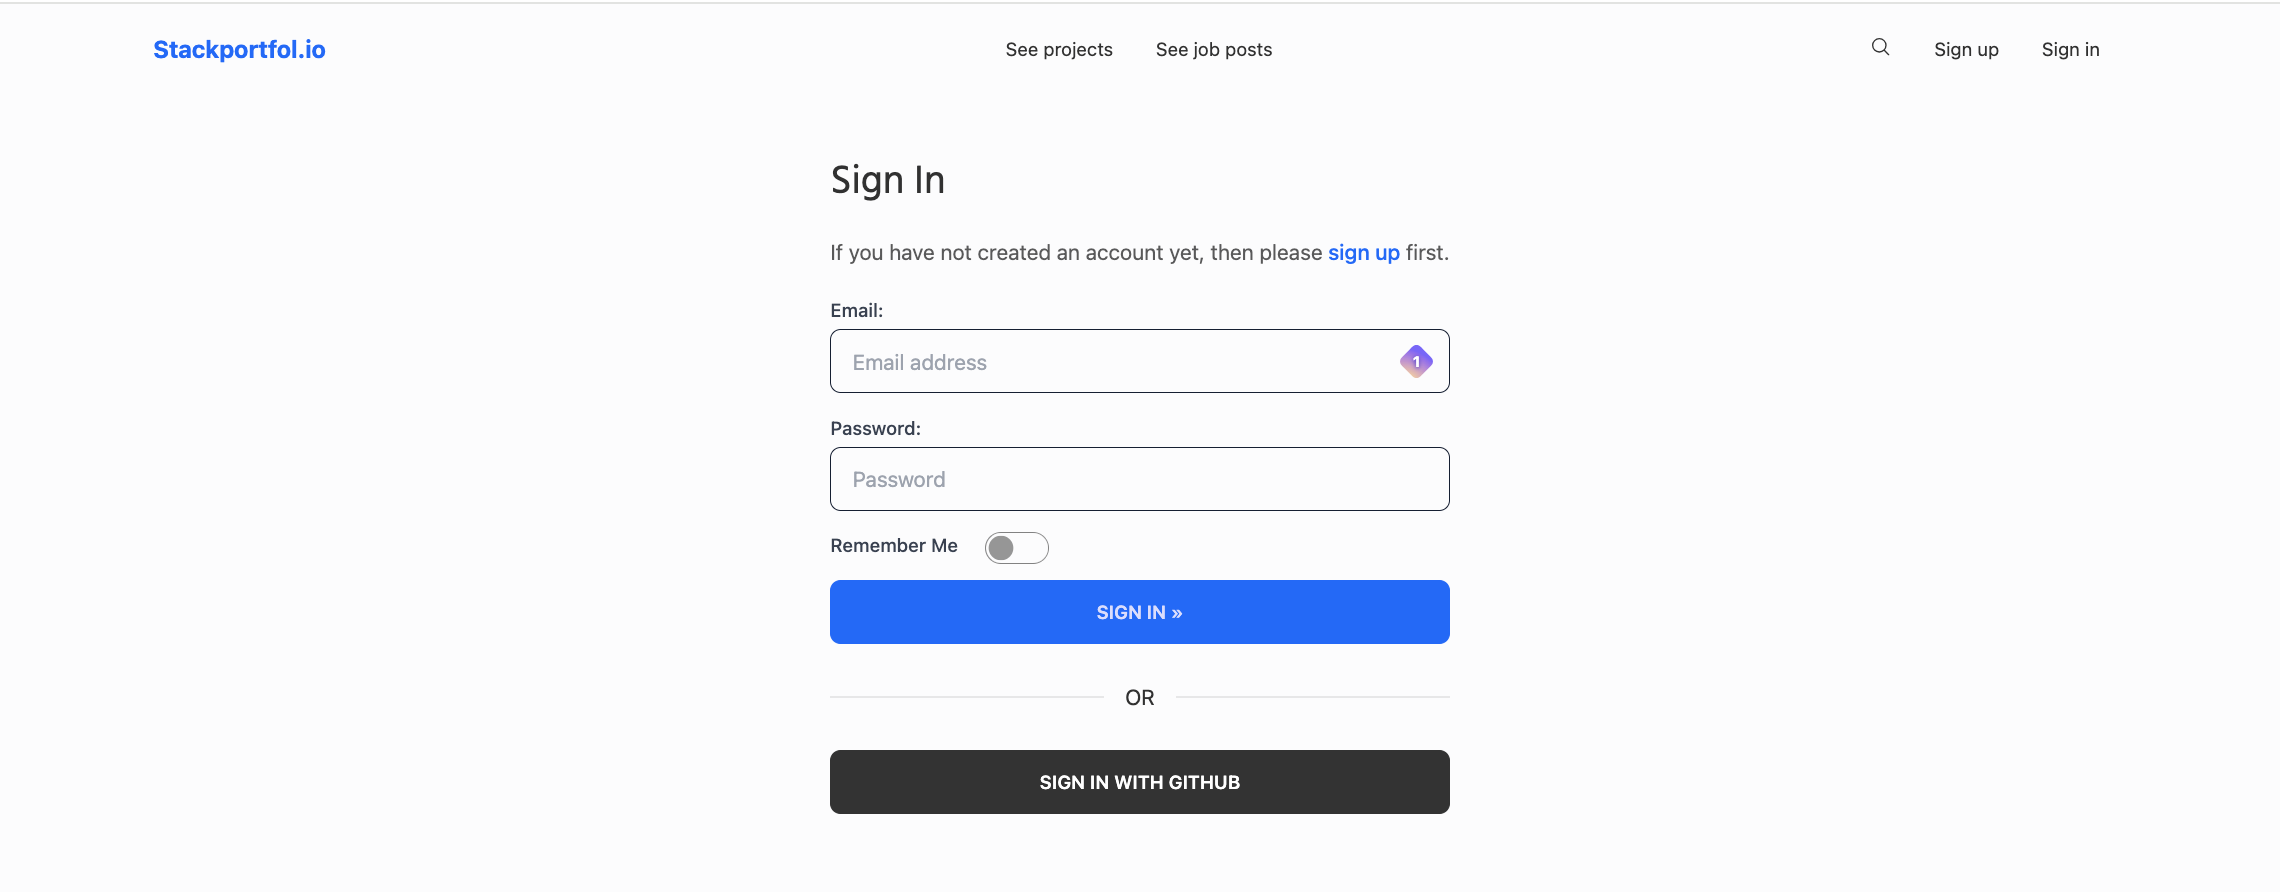 Stackportfol.io
See projects
See job posts
Sign up
Sign in
Sign In
If you have not created an account yet, then please sign up first.
Email:
Email address
1
Password:
Password
Remember Me
SIGN IN »
OR
SIGN IN WITH GITHUB